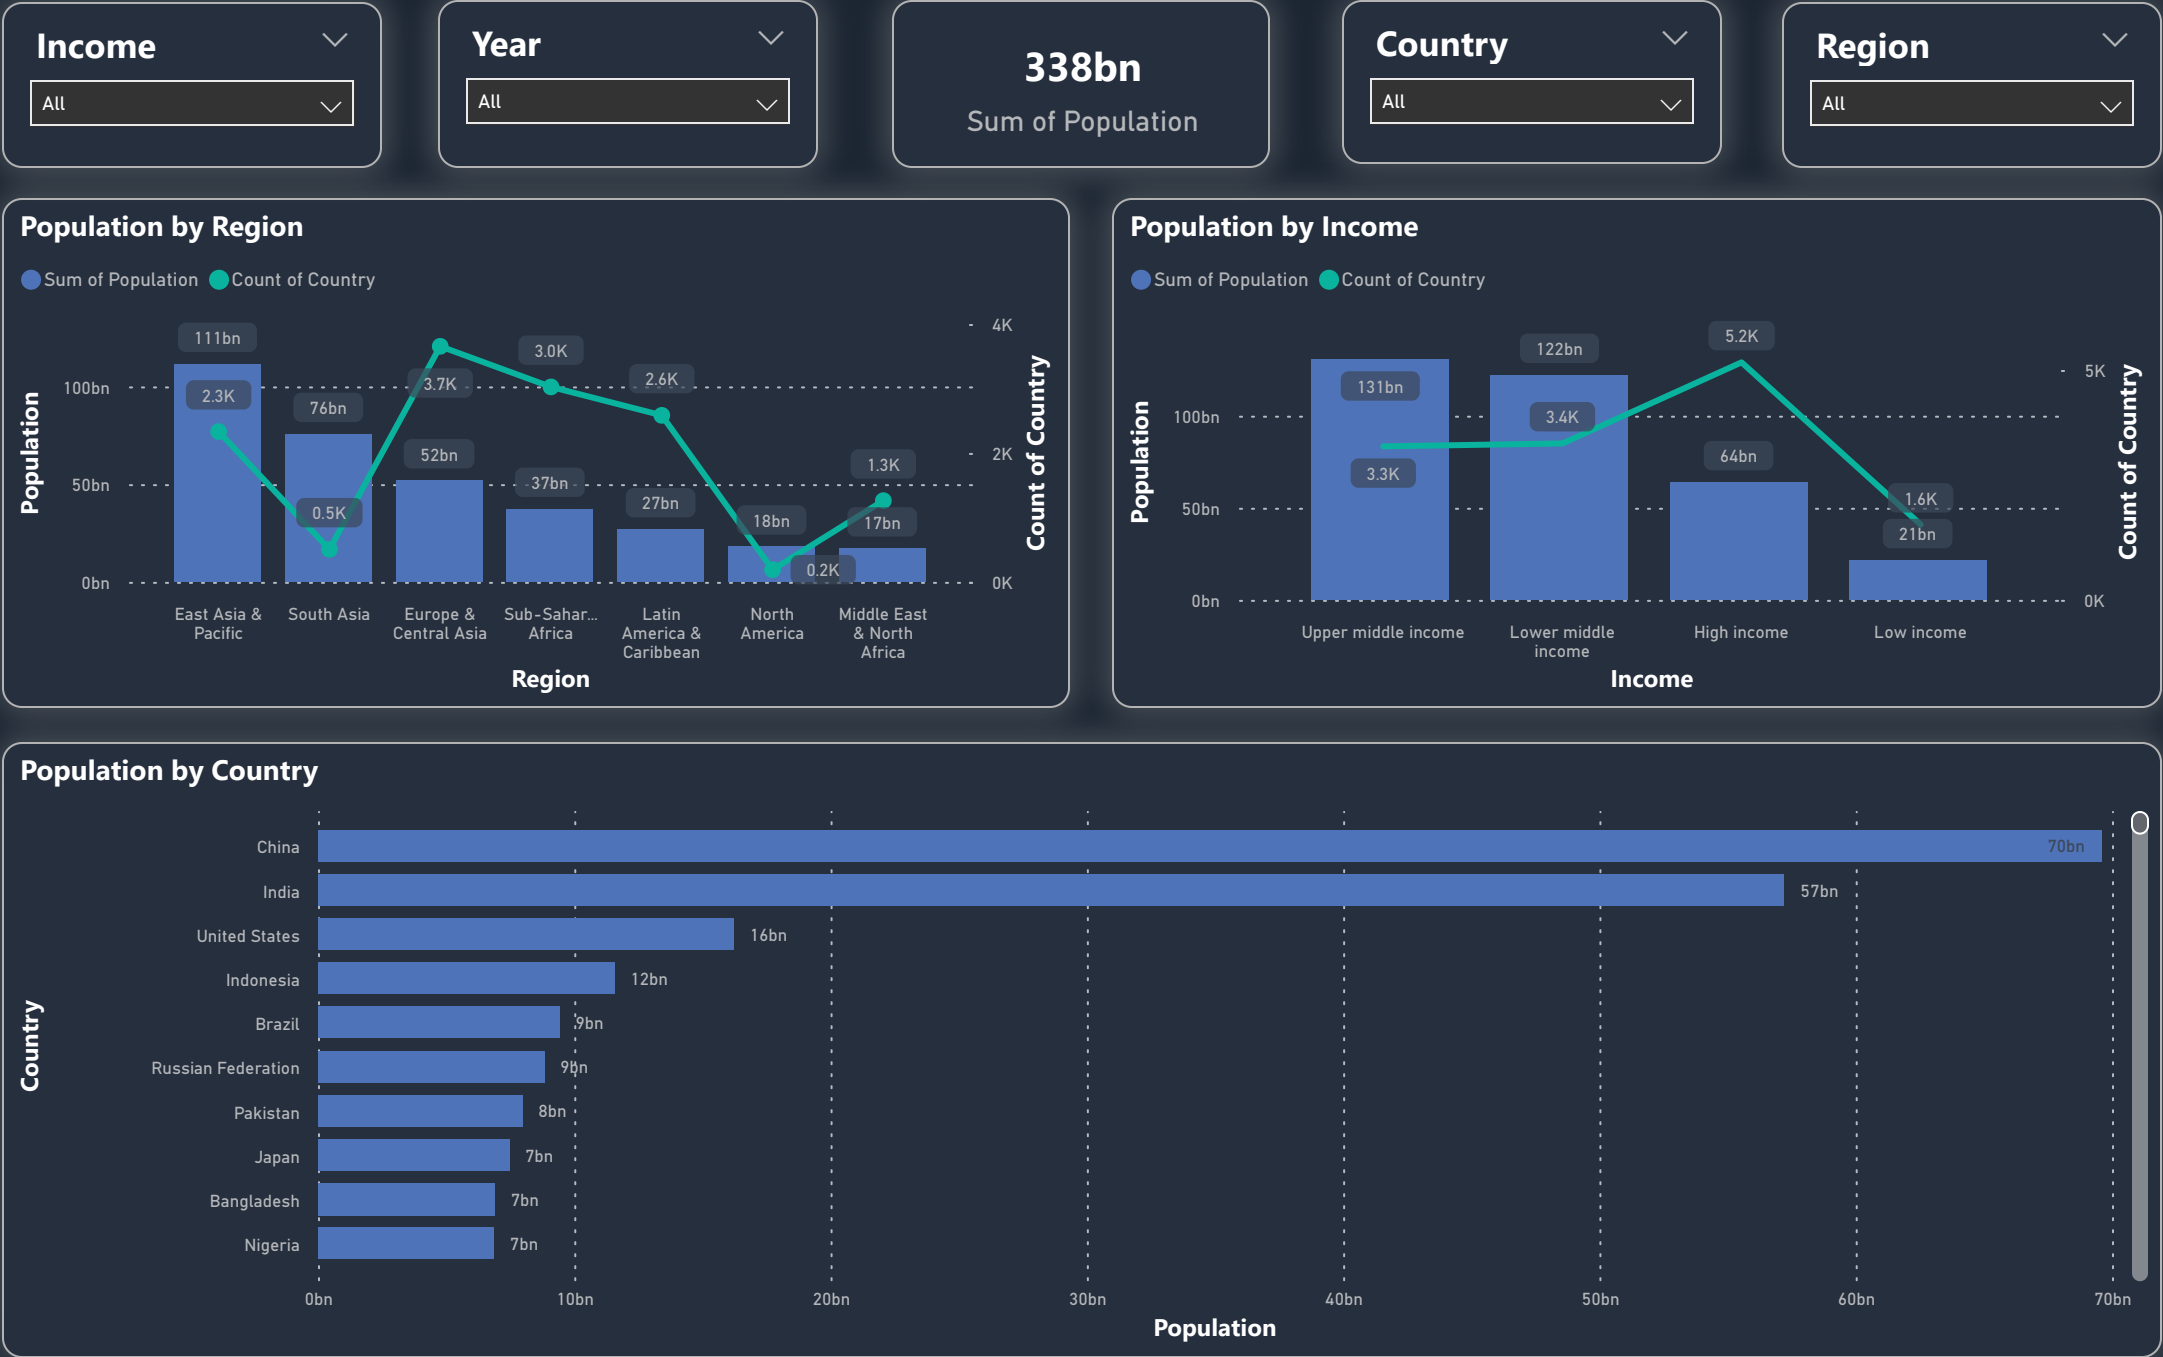 Income
All
Year
All
338bn
Sum of Population
Country
All
Region
All
Population by Region
Sum of Population
Count of Country
Population
100bn
50bn
0bn
111bn
2.3K
76bn
0.5K
3.7K
52bn
3.0K
37bn
2.6K
27bn
18bn
0.2K
1.3K
17bn
4K
2K
0K
Count of Country
East Asia &
Pacific
South Asia
Europe &
Central Asia
Sub-Sahar...
Africa
Latin
America &
Caribbean
North
America
Middle East
& North
Africa
Region
Population by Income
Sum of Population
Count of Country
Population
100bn
50bn
0bn
131bn
3.3K
122bn
3.4K
5.2K
64bn
1.6K
21bn
5K
0K
Count of Country
Upper middle income
Lower middle
income
High income
Low income
Income
Population by Country
Country
China
70bn
India
57bn
United States
16bn
Indonesia
12bn
Brazil
9bn
Russian Federation
9bn
Pakistan
8bn
Japan
7bn
Bangladesh
7bn
Nigeria
7bn
0bn
10bn
20bn
30bn
40bn
50bn
60bn
70bn
Population